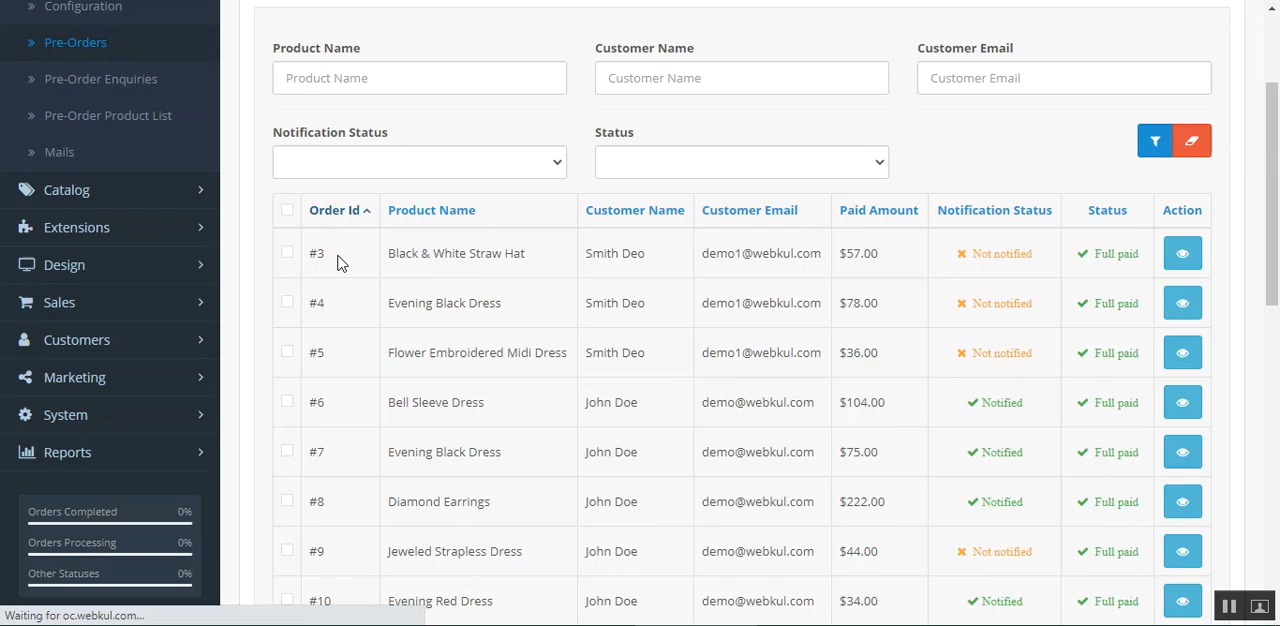 Configuration
Pre-Orders
Pre-Order Enquiries
Pre-Order Product List
Mails
Catalog
Extensions
Design
Sales
Customers
Marketing
System
Reports
Orders Completed 0%
Orders Processing 0%
Other Statuses 0%
Waiting for oc.webkul.com...
Product Name Customer Name Customer Email
Product Name Customer Name Customer Email
Notification Status Status
Order Id Product Name Customer Name Customer Email Paid Amount Notification Status Status Action
#3 Black & White Straw Hat Smith Deo demo1@webkul.com $57.00 Not notified Full paid
#4 Evening Black Dress Smith Deo demo1@webkul.com $78.00 Not notified Full paid
#5 Flower Embroidered Midi Dress Smith Deo demo1@webkul.com $36.00 Not notified Full paid
#6 Bell Sleeve Dress John Doe demo@webkul.com $104.00 Notified Full paid
#7 Evening Black Dress John Doe demo@webkul.com $75.00 Notified Full paid
#8 Diamond Earrings John Doe demo@webkul.com $222.00 Notified Full paid
#9 Jeweled Strapless Dress John Doe demo@webkul.com $44.00 Not notified Full paid
#10 Evening Red Dress John Doe demo@webkul.com $34.00 Notified Full paid